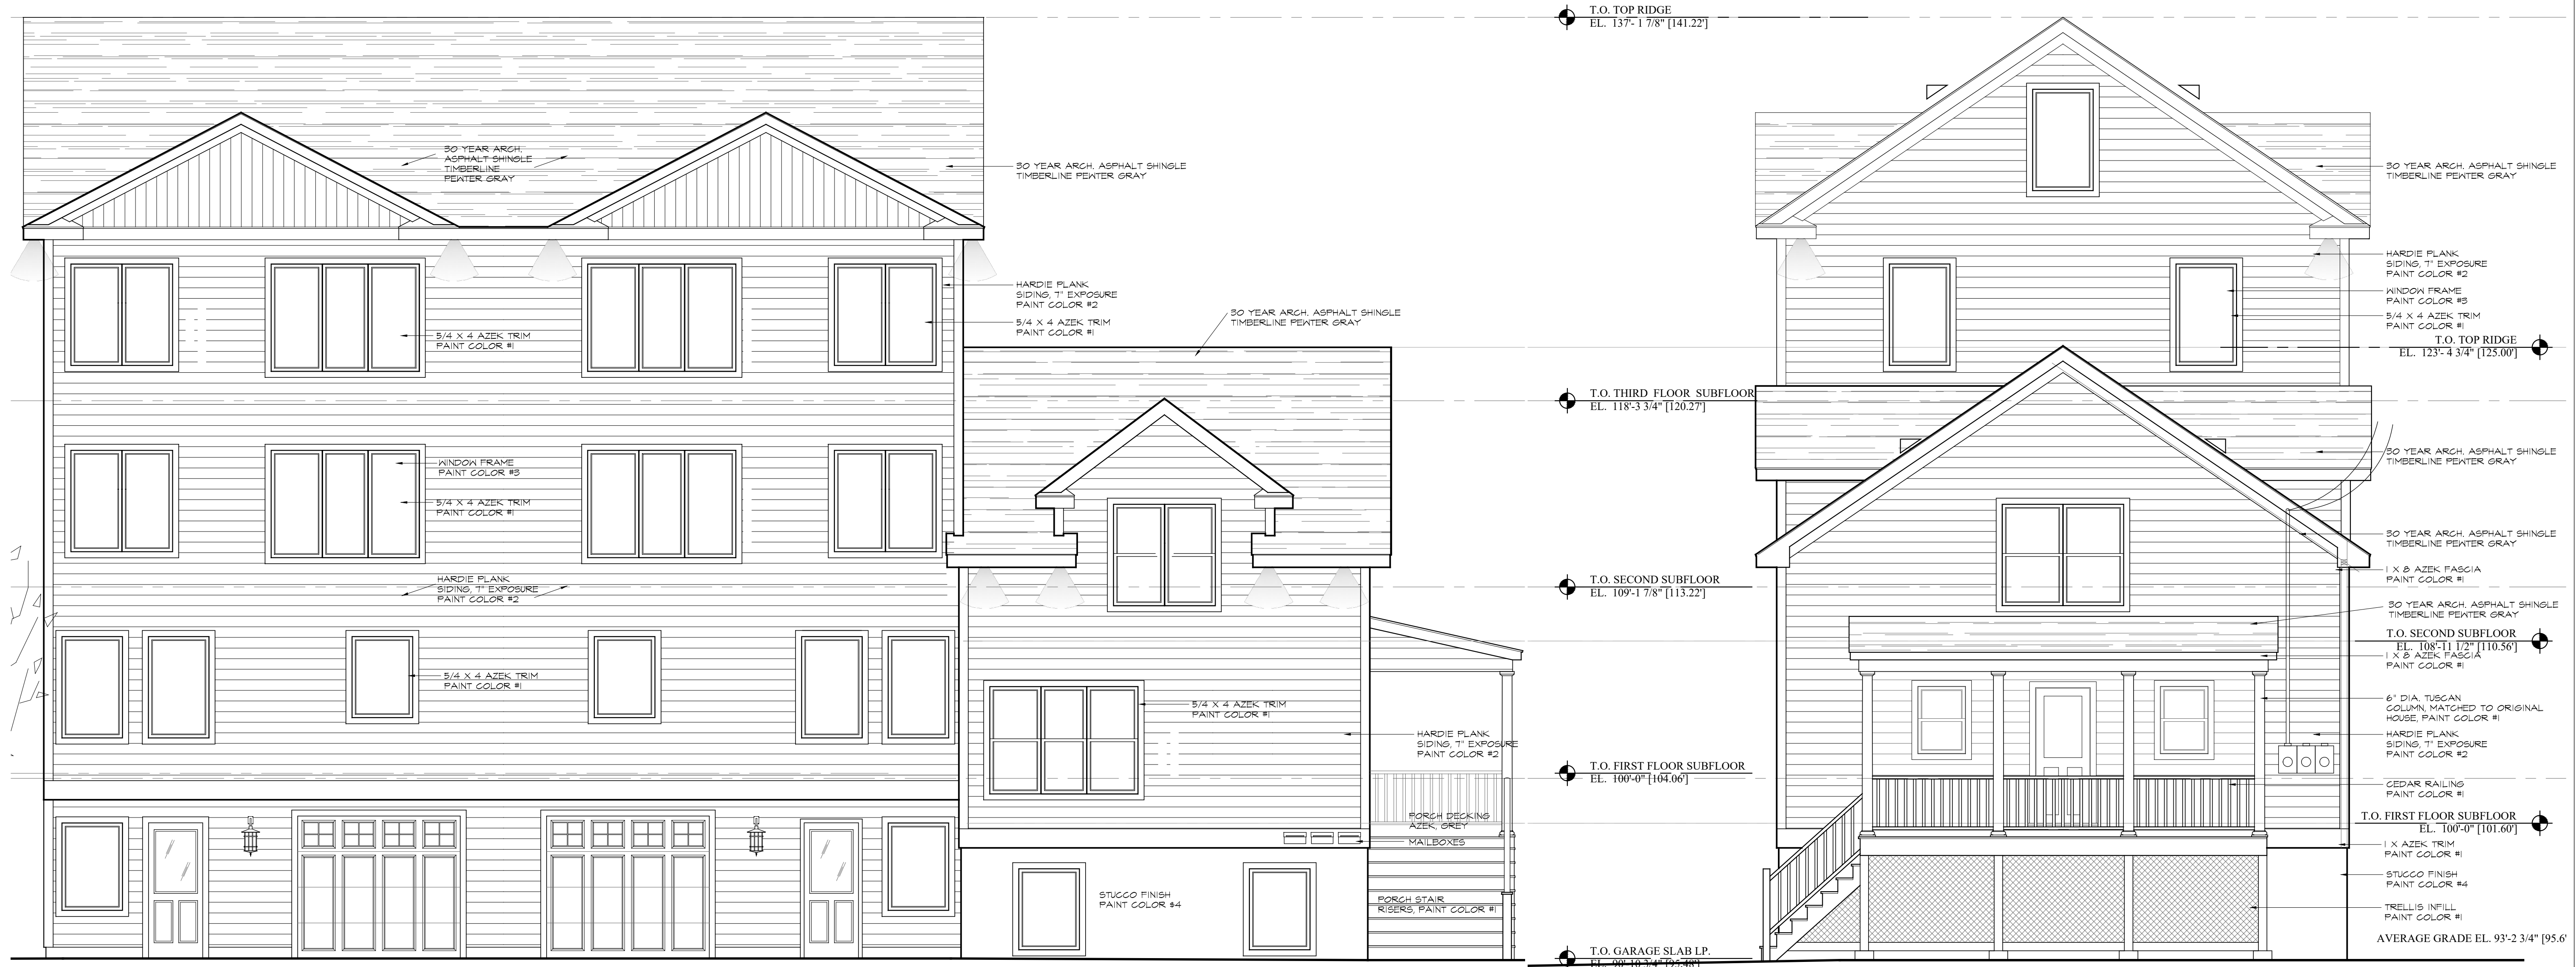 T.O. TOP RIDGE
EL. 137'- 1 7/8" [141.22']
30 YEAR ARCH.
ASPHALT SHINGLE
TIMBERLINE
PEWTER GRAY
30 YEAR ARCH. ASPHALT SHINGLE
TIMBERLINE PEWTER GRAY
HARDIE PLANK
SIDING, 7" EXPOSURE
PAINT COLOR #2
5/4 X 4 AZEK TRIM
PAINT COLOR #1
5/4 X 4 AZEK TRIM
PAINT COLOR #1
30 YEAR ARCH. ASPHALT SHINGLE
TIMBERLINE PEWTER GRAY
WINDOW FRAME
PAINT COLOR #3
5/4 X 4 AZEK TRIM
PAINT COLOR #1
HARDIE PLANK
SIDING, 7" EXPOSURE
PAINT COLOR #2
5/4 X 4 AZEK TRIM
PAINT COLOR #1
5/4 X 4 AZEK TRIM
PAINT COLOR #1
HARDIE PLANK
SIDING, 7" EXPOSURE
PAINT COLOR #2
PORCH DECKING
AZEK, GREY
MAILBOXES
STUCCO FINISH
PAINT COLOR $4
PORCH STAIR
RISERS, PAINT COLOR #1
T.O. THIRD FLOOR SUBFLOOR
EL. 118'-3 3/4" [120.27']
T.O. SECOND SUBFLOOR
EL. 109'-1 7/8" [113.22']
T.O. FIRST FLOOR SUBFLOOR
EL. 100'-0" [104.06']
T.O. GARAGE SLAB LP.
EL. 90'-10 3/4" [95.48']
30 YEAR ARCH. ASPHALT SHINGLE
TIMBERLINE PEWTER GRAY
HARDIE PLANK
SIDING, 7" EXPOSURE
PAINT COLOR #2
WINDOW FRAME
PAINT COLOR #3
5/4 X 4 AZEK TRIM
PAINT COLOR #1
T.O. TOP RIDGE
EL. 123'- 4 3/4" [125.00']
30 YEAR ARCH. ASPHALT SHINGLE
TIMBERLINE PEWTER GRAY
30 YEAR ARCH. ASPHALT SHINGLE
TIMBERLINE PEWTER GRAY
1 X 8 AZEK FASCIA
PAINT COLOR #1
30 YEAR ARCH. ASPHALT SHINGLE
TIMBERLINE PEWTER GRAY
T.O. SECOND SUBFLOOR
EL. 108'-11 1/2" [110.56']
1 X 8 AZEK FASCIA
PAINT COLOR #1
6" DIA. TUSCAN
COLUMN, MATCHED TO ORIGINAL
HOUSE, PAINT COLOR #1
HARDIE PLANK
SIDING, 7" EXPOSURE
PAINT COLOR #2
CEDAR RAILING
PAINT COLOR #1
T.O. FIRST FLOOR SUBFLOOR
EL. 100'-0" [101.60']
1 X AZEK TRIM
PAINT COLOR #1
STUCCO FINISH
PAINT COLOR #4
TRELLIS INFILL
PAINT COLOR #1
AVERAGE GRADE EL. 93'-2 3/4" [95.6'